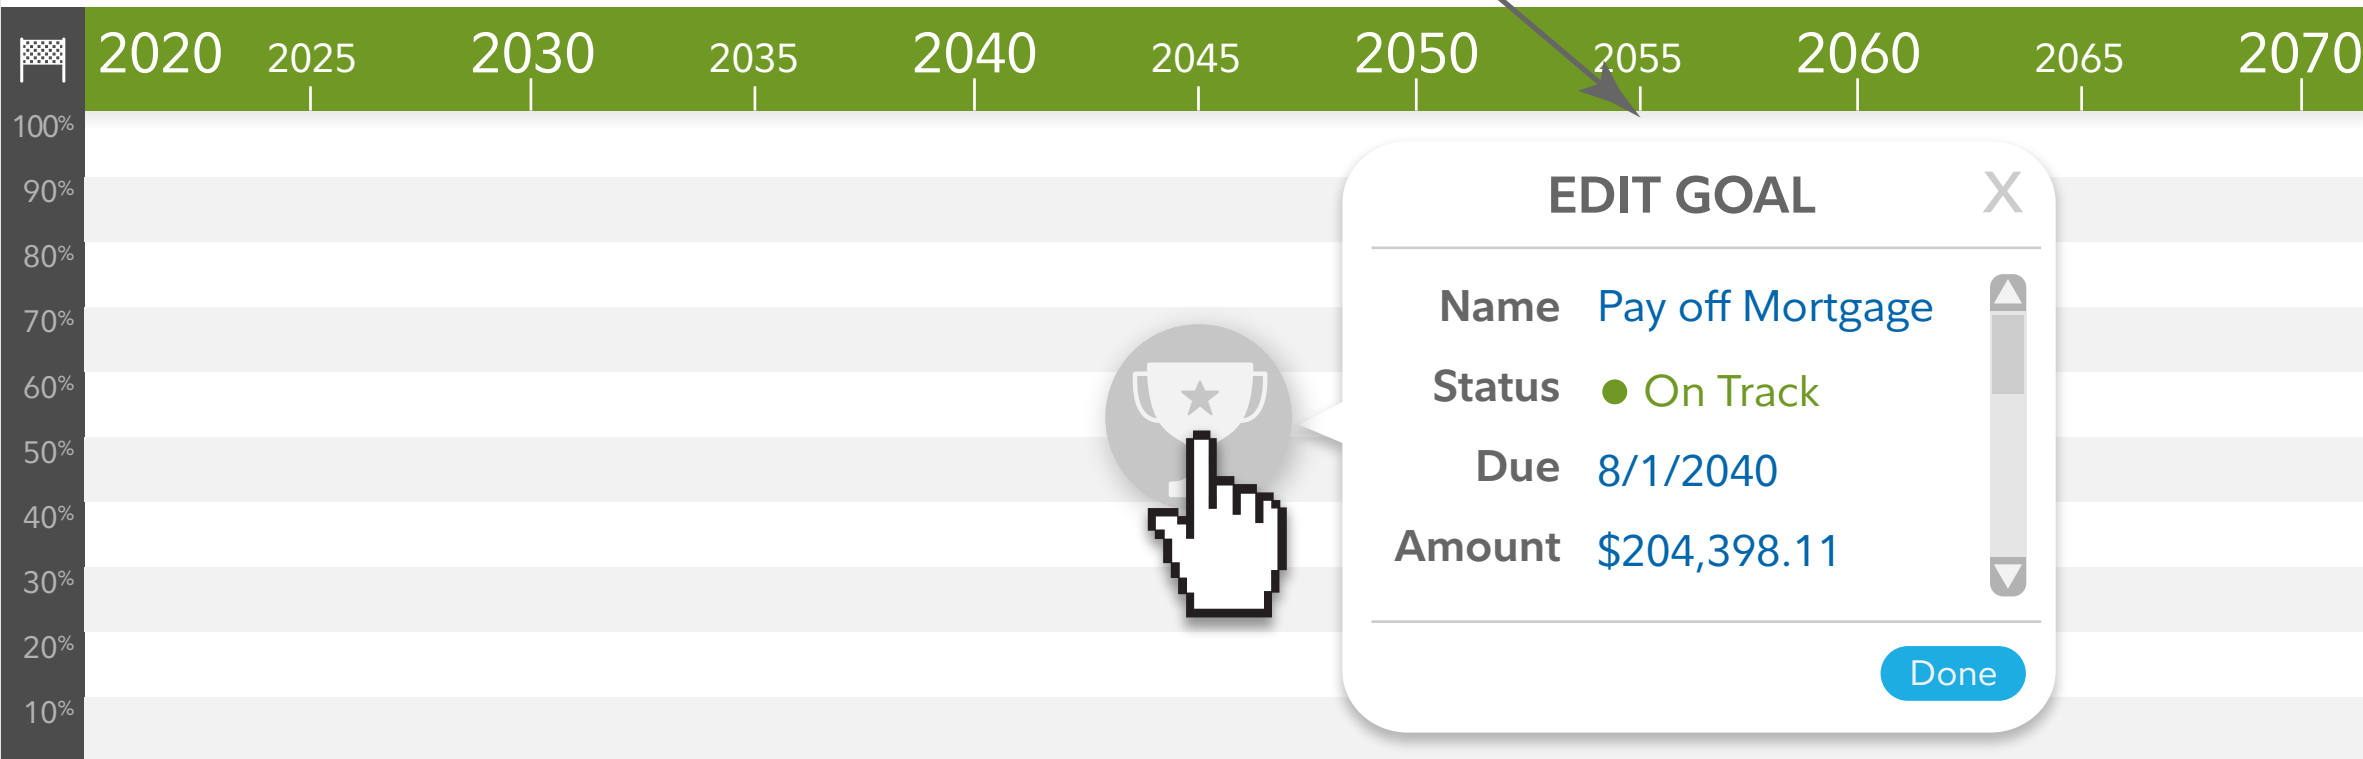 2020 2025 2030 2035 2040 2045 2050 2055 2060 2065 2070
100%
90%
80%
70%
60%
50%
40%
30%
20%
10%
EDIT GOAL X
Name Pay off Mortgage
Status On Track
Due 8/1/2040
Amount $204,398.11
Done